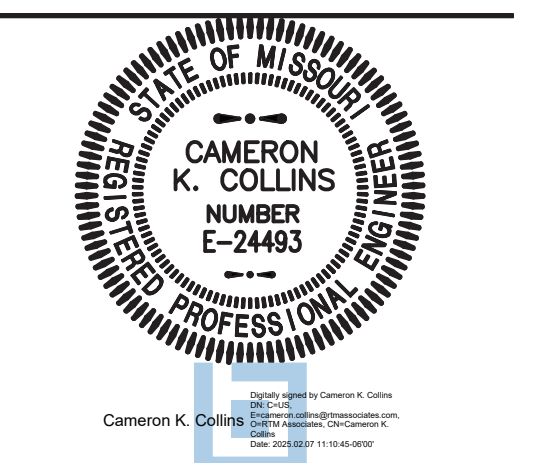 STATE OF MISSOURI
CAMERON
K. COLLINS
NUMBER
E-24493
REGISTERED PROFESSIONAL ENGINEER
Cameron K. Collins
Digitally signed by Cameron K. Collins
DN: C=US,
E=cameron.collins@rtmassociates.com,
O=RTM Associates, CN=Cameron K.
Collins
Date: 2025.02.07 11:10:45-06'00'